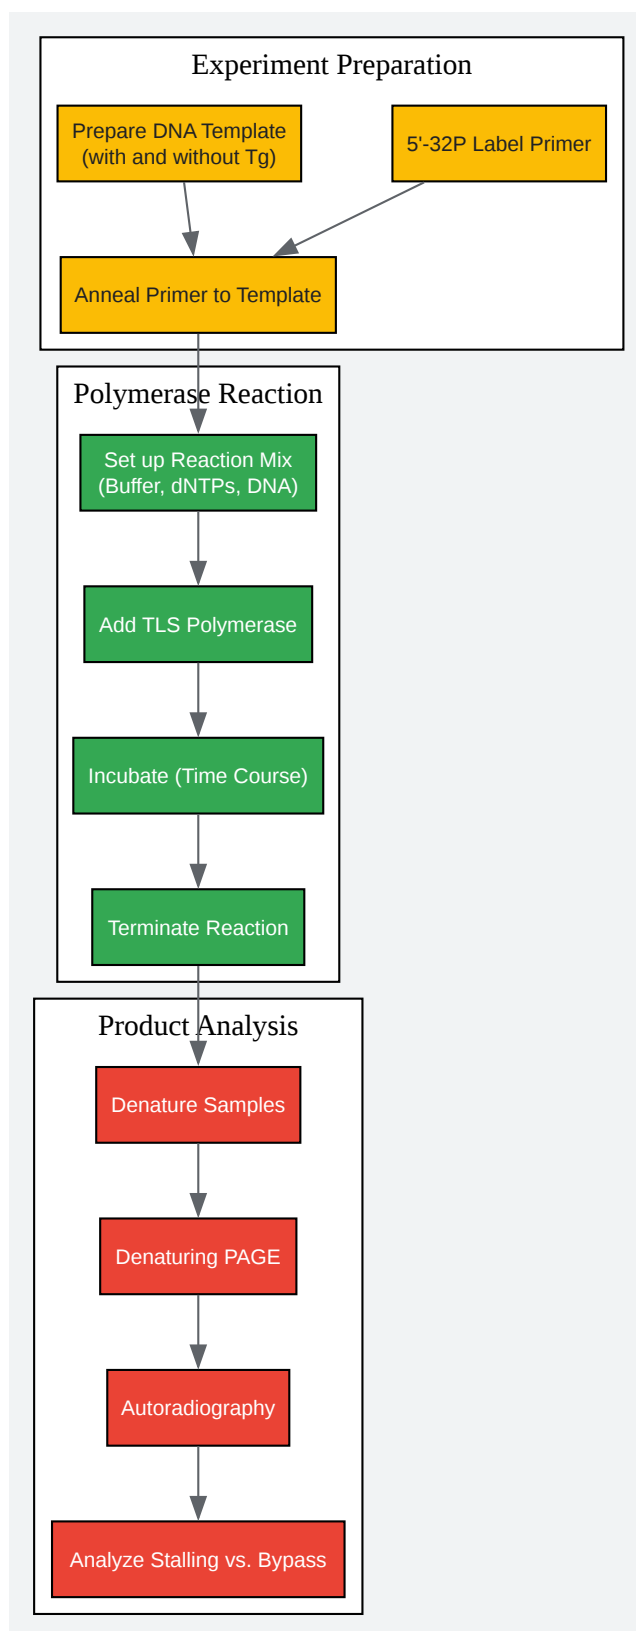 Experiment Preparation
Prepare DNA Template
(with and without Tg)
5'-32P Label Primer
Anneal Primer to Template
Polymerase Reaction
Set up Reaction Mix
(Buffer, dNTPs, DNA)
Add TLS Polymerase
Incubate (Time Course)
Terminate Reaction
Product Analysis
Denature Samples
Denaturing PAGE
Autoradiography
Analyze Stalling vs. Bypass